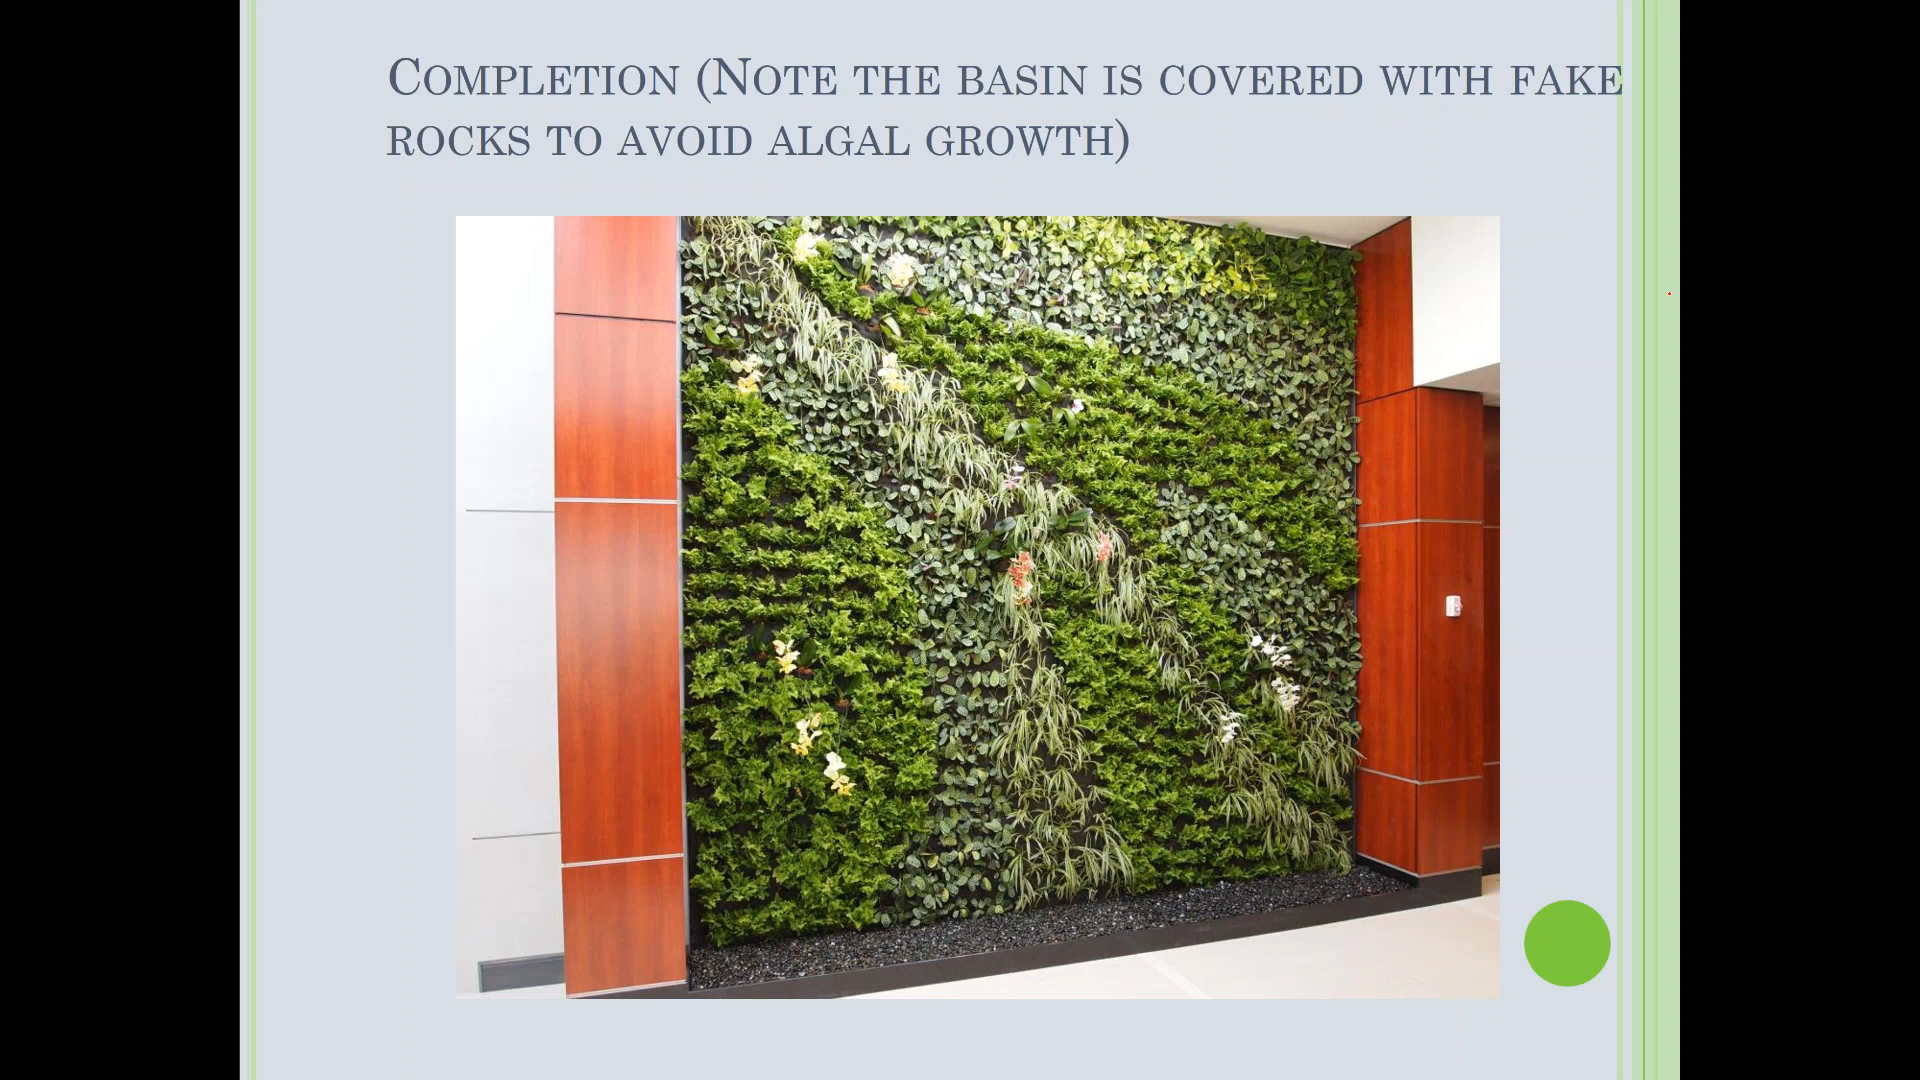 Completion (Note the basin is covered with fake
rocks to avoid algal growth)